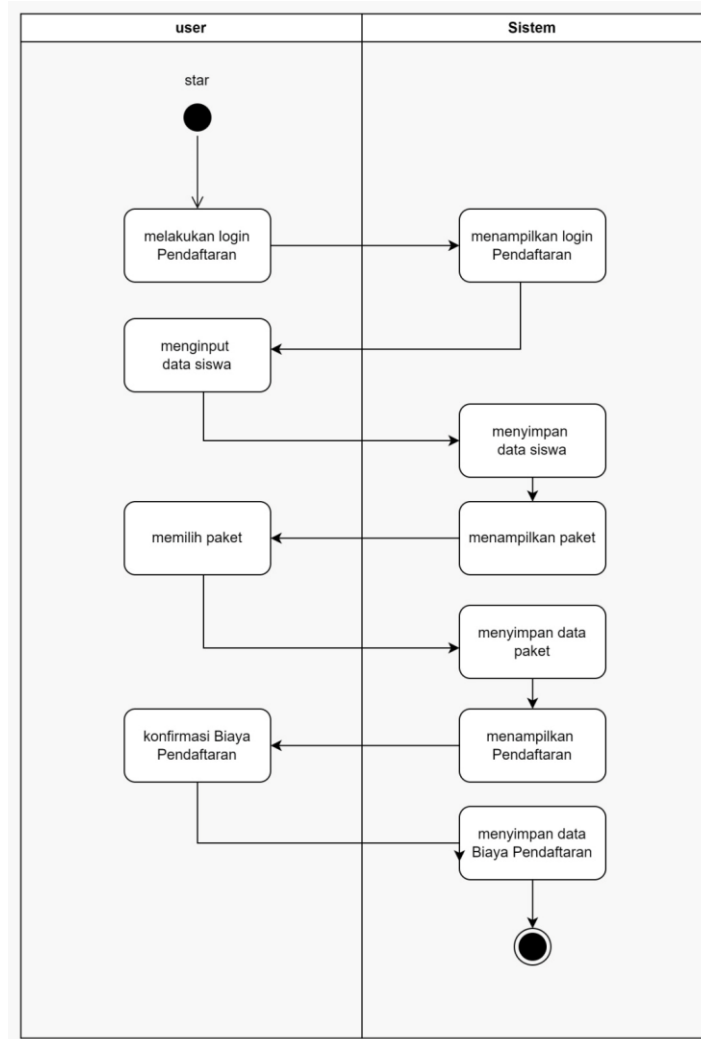 user
Sistem
star
melakukan login
Pendaftaran
menampilkan login
Pendaftaran
menginput
data siswa
menyimpan
data siswa
memilih paket
menampilkan paket
menyimpan data
paket
konfirmasi Biaya
Pendaftaran
menampilkan
Pendaftaran
menyimpan data
Biaya Pendaftaran